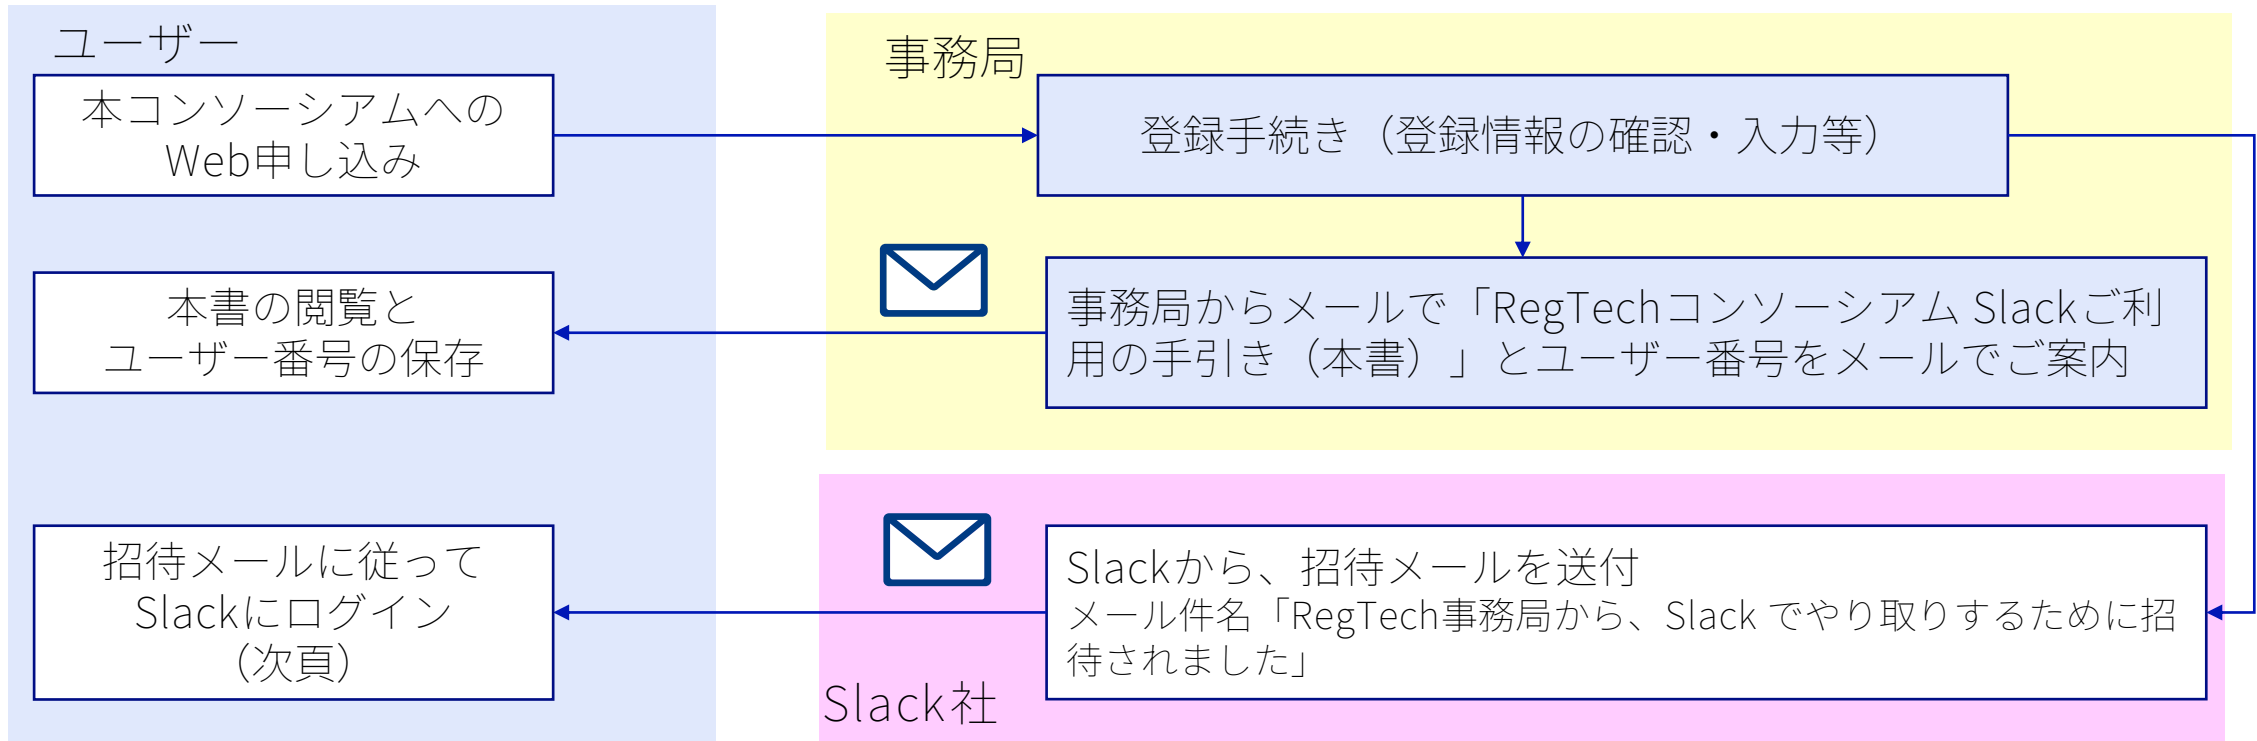 ユーザー
本コンソーシアムへの
Web申し込み
事務局
登録手続き（登録情報の確認・入力等）
本書の閲覧と
ユーザー番号の保存
事務局からメールで「RegTechコンソーシアム Slackご利
用の手引き（本書）」とユーザー番号をメールでご案内
招待メールに従って
Slackにログイン
（次頁）
Slackから、招待メールを送付
メール件名「RegTech事務局から、Slack でやり取りするために招
待されました」
Slack社